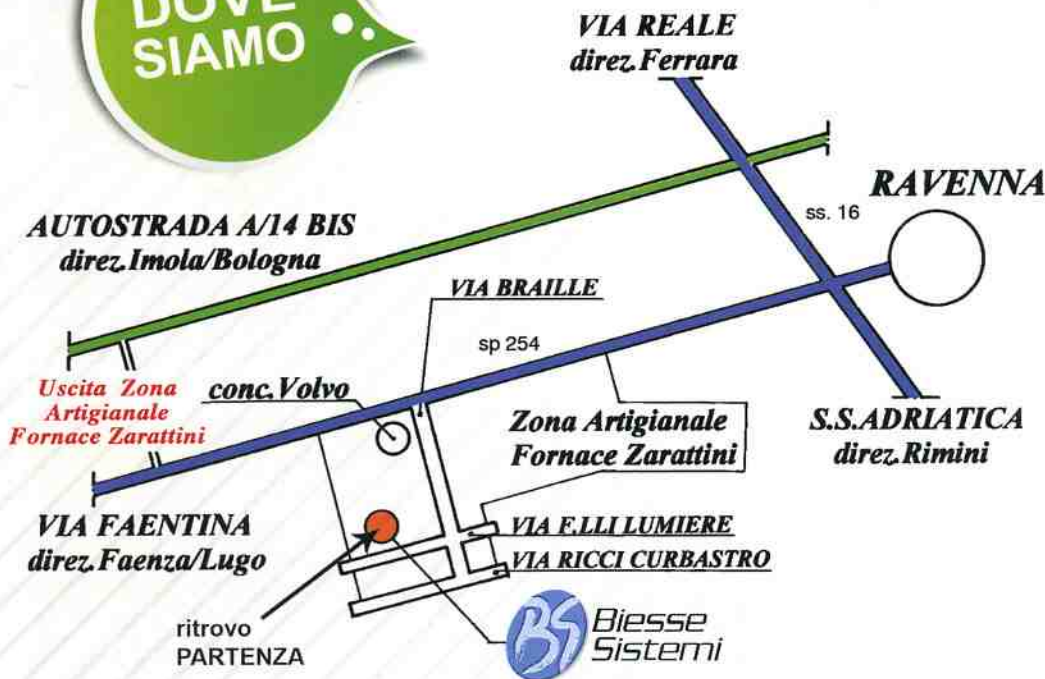 DOVE
SIAMO
VIA REALE
direz.Ferrara
RAVENNA
ss. 16
AUTOSTRADA A/14 BIS
direz.Imola/Bologna
VIA BRAILLE
sp 254
Uscita Zona
Artigianale
Fornace Zarattini
conc.Volvo
Zona Artigianale
Fornace Zarattini
S.S.ADRIATICA
direz.Rimini
VIA FAENTINA
direz.Faenza/Lugo
VIA F.LLI LUMIERE
VIA RICCI CURBASTRO
ritrovo
PARTENZA
BS
Biesse
Sistemi